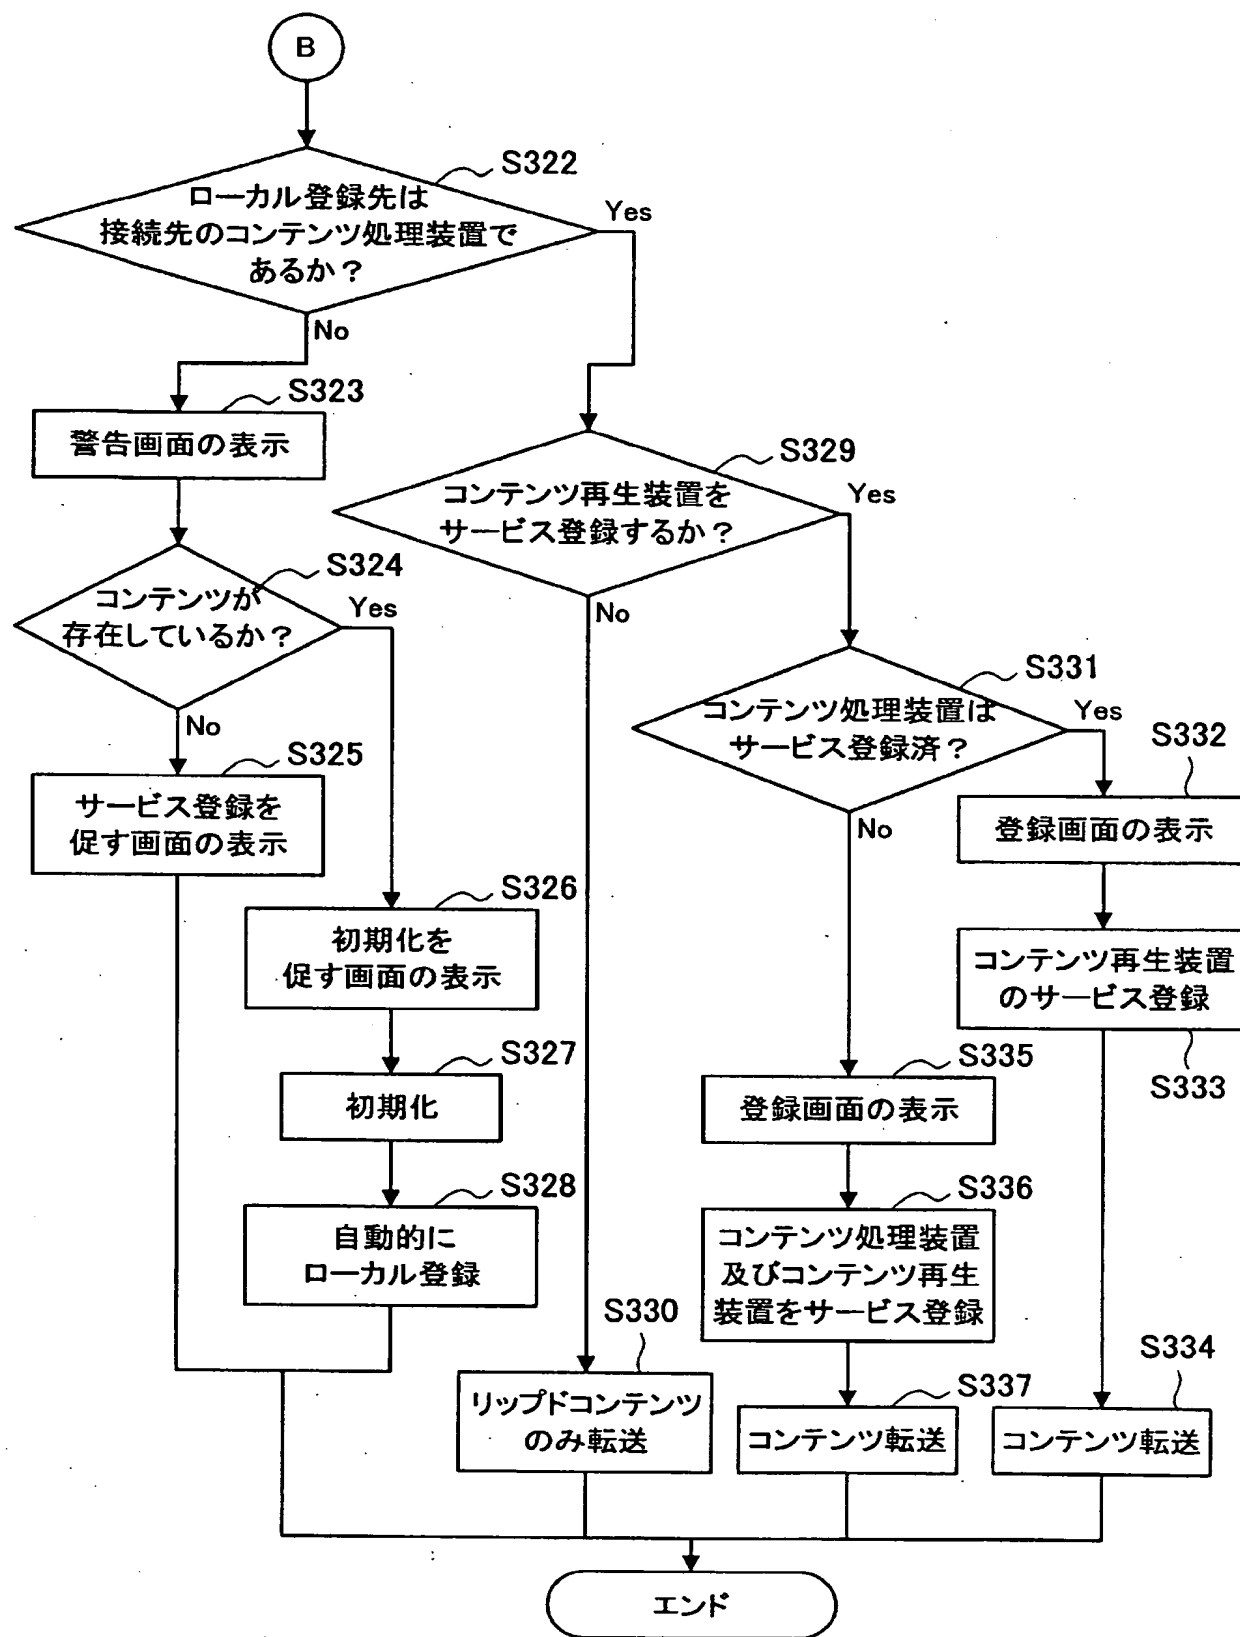 B
S322
ローカル登録先は
接続先のコンテンツ処理装置で
あるか？
Yes
No
S323
警告画面の表示
S329
コンテンツ再生装置を
サービス登録するか？
Yes
No
S324
コンテンツが
存在しているか？
Yes
No
S331
コンテンツ処理装置は
サービス登録済？
Yes
No
S325
サービス登録を
促す画面の表示
S332
登録画面の表示
S326
初期化を
促す画面の表示
コンテンツ再生装置
のサービス登録
S333
S327
初期化
S335
登録画面の表示
S328
自動的に
ローカル登録
S336
コンテンツ処理装置
及びコンテンツ再生
装置をサービス登録
S330
リップドコンテンツ
のみ転送
S337
コンテンツ転送
S334
コンテンツ転送
エンド